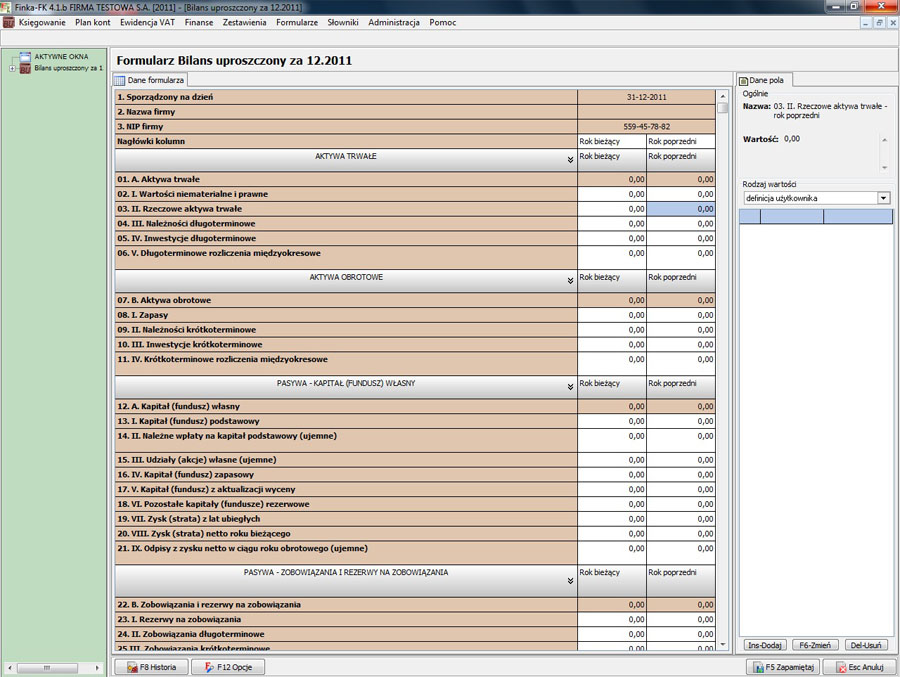 Finka-FK 4.1.b FIRMA TESTOWA S.A. [2011] - [Bilans uproszczony za 12.2011]
Księgowanie Plan kont Ewidencja VAT Finanse Zestawienia Formularze Słowniki Administracja Pomoc
AKTYWNE OKNA
Bilans uproszczony za 1
Formularz Bilans uproszczony za 12.2011
Dane formularza
1. Sporządzony na dzień 31-12-2011
2. Nazwa firmy
3. NIP firmy 559-45-78-82
Nagłówki kolumn Rok bieżący Rok poprzedni
AKTYWA TRWAŁE Rok bieżący Rok poprzedni
01. A. Aktywa trwałe 0,00 0,00
02. I. Wartości niematerialne i prawne 0,00 0,00
03. II. Rzeczowe aktywa trwałe 0,00 0,00
04. III. Należności długoterminowe 0,00 0,00
05. IV. Inwestycje długoterminowe 0,00 0,00
06. V. Długoterminowe rozliczenia międzyokresowe 0,00 0,00
AKTYWA OBROTOWE Rok bieżący Rok poprzedni
07. B. Aktywa obrotowe 0,00 0,00
08. I. Zapasy 0,00 0,00
09. II. Należności krótkoterminowe 0,00 0,00
10. III. Inwestycje krótkoterminowe 0,00 0,00
11. IV. Krótkoterminowe rozliczenia międzyokresowe 0,00 0,00
PASYWA - KAPITAŁ (FUNDUSZ) WŁASNY Rok bieżący Rok poprzedni
12. A. Kapitał (fundusz) własny 0,00 0,00
13. I. Kapitał (fundusz) podstawowy 0,00 0,00
14. II. Należne wpłaty na kapitał podstawowy (ujemne) 0,00 0,00
15. III. Udziały (akcje) własne (ujemne) 0,00 0,00
16. IV. Kapitał (fundusz) zapasowy 0,00 0,00
17. V. Kapitał (fundusz) z aktualizacji wyceny 0,00 0,00
18. VI. Pozostałe kapitały (fundusze) rezerwowe 0,00 0,00
19. VII. Zysk (strata) z lat ubiegłych 0,00 0,00
20. VIII. Zysk (strata) netto roku bieżącego 0,00 0,00
21. IX. Odpisy z zysku netto w ciągu roku obrotowego (ujemne) 0,00 0,00
PASYWA - ZOBOWIĄZANIA I REZERWY NA ZOBOWIĄZANIA Rok bieżący Rok poprzedni
22. B. Zobowiązania i rezerwy na zobowiązania 0,00 0,00
23. I. Rezerwy na zobowiązania 0,00 0,00
24. II. Zobowiązania długoterminowe 0,00 0,00
25.III. Zobowiązania krótkoterminowe 0,00 0,00
F8 Historia F12 Opcje
Dane pola
Ogólnie
Nazwa: 03. II. Rzeczowe aktywa trwałe -
rok poprzedni
Wartość: 0,00
Rodzaj wartości
definicja użytkownika
Ins-Dodaj F6-Zmień Del-Usuń
F5 Zapamiętaj Esc Anuluj